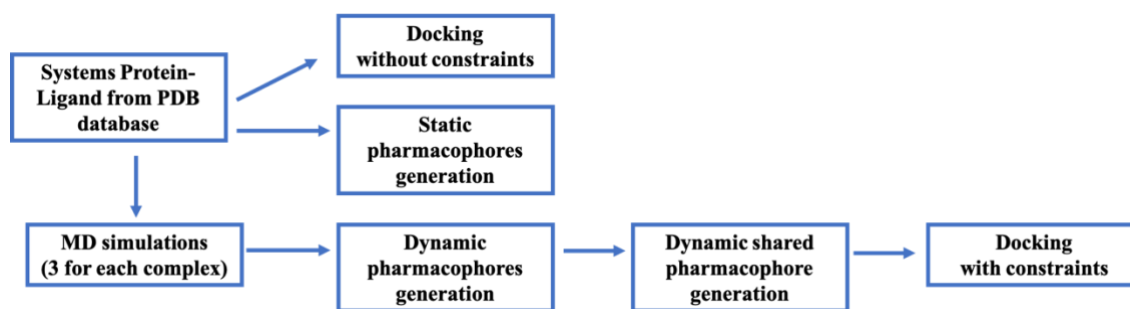 Systems Protein-
Ligand from PDB
database
Docking
without constraints
Static
pharmacophores
generation
MD simulations
(3 for each complex)
Dynamic
pharmacophores
generation
Dynamic shared
pharmacophore
generation
Docking
with constraints